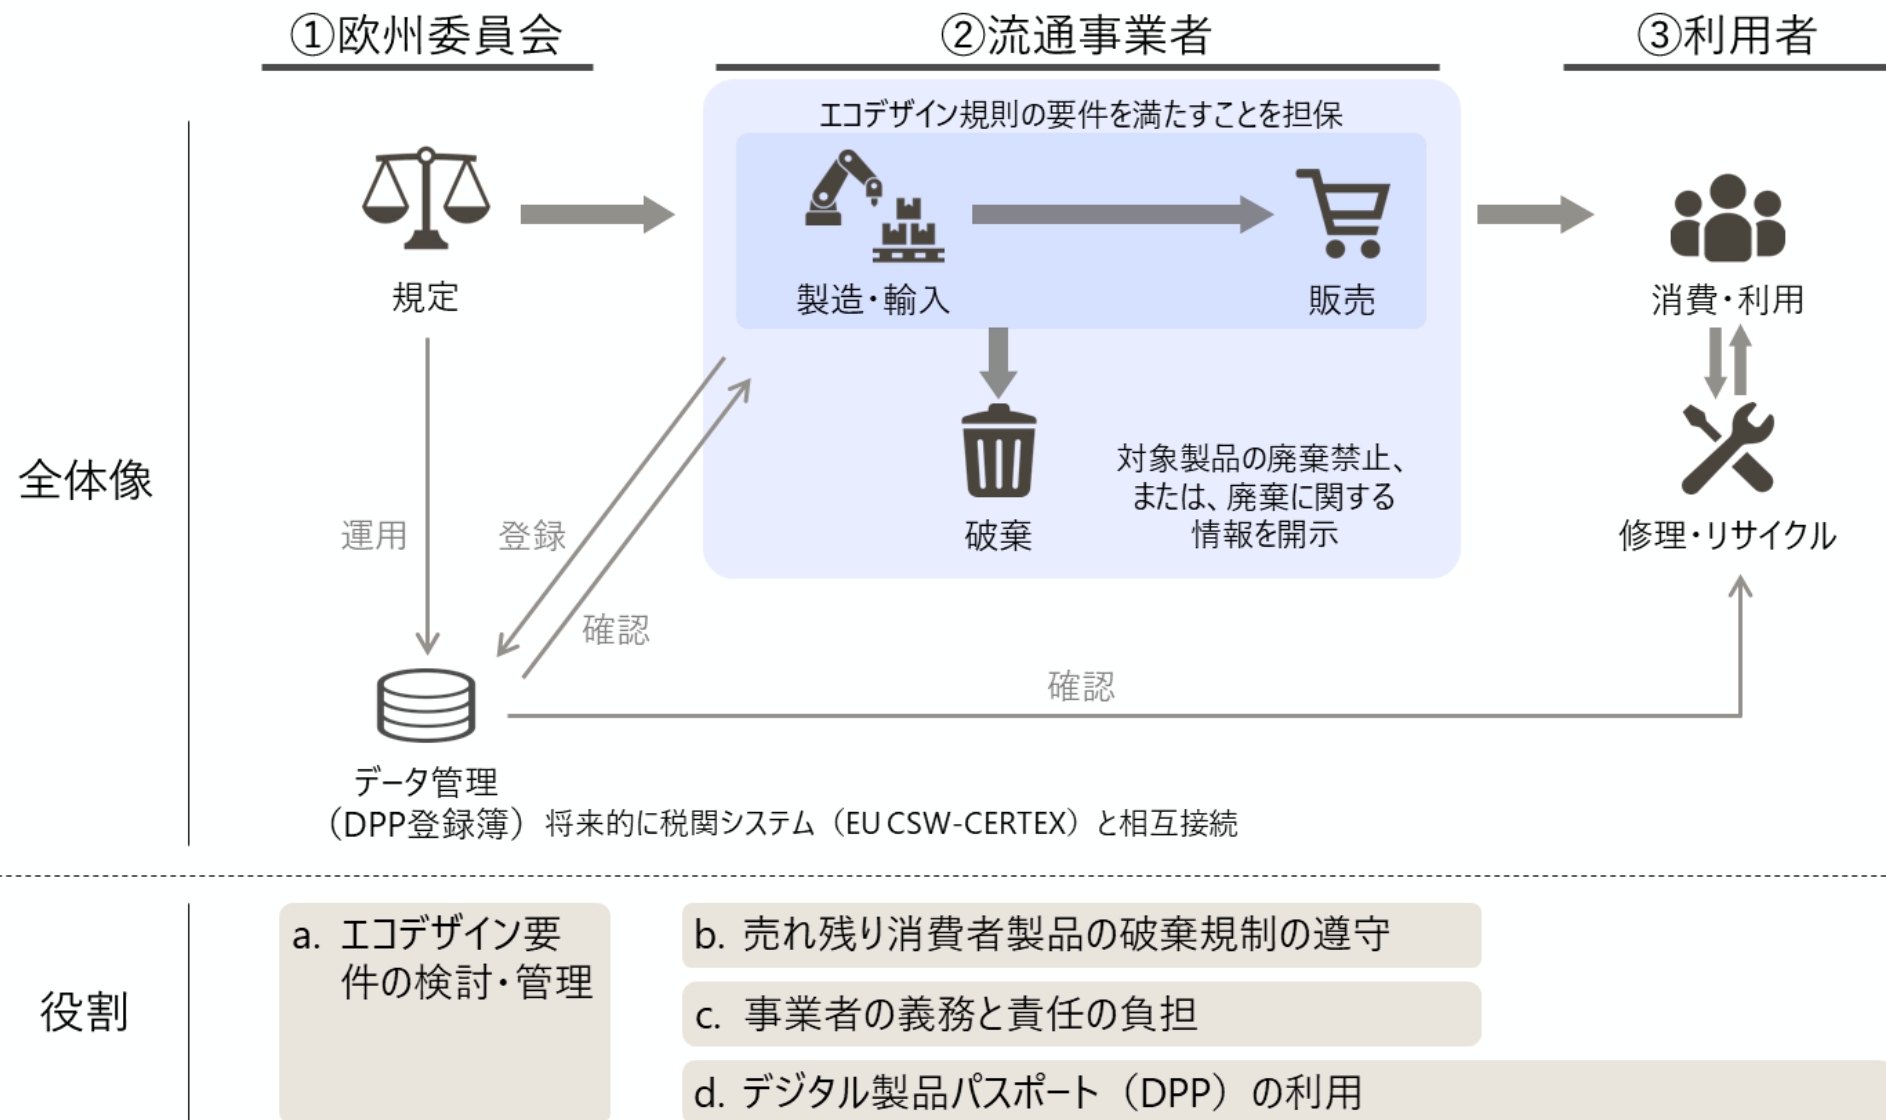 ①欧州委員会
②流通事業者
③利用者
エコデザイン規則の要件を満たすことを担保
規定
製造・輸入
販売
消費・利用
全体像
対象製品の廃棄禁止、
または、廃棄に関する
情報を開示
破棄
修理・リサイクル
運用
登録
確認
確認
データ管理
（DPP登録簿）
将来的に税関システム（EU CSW-CERTEX）と相互接続
役割
a. エコデザイン要
件の検討・管理
b. 売れ残り消費者製品の破棄規制の遵守
c. 事業者の義務と責任の負担
d. デジタル製品パスポート（DPP）の利用